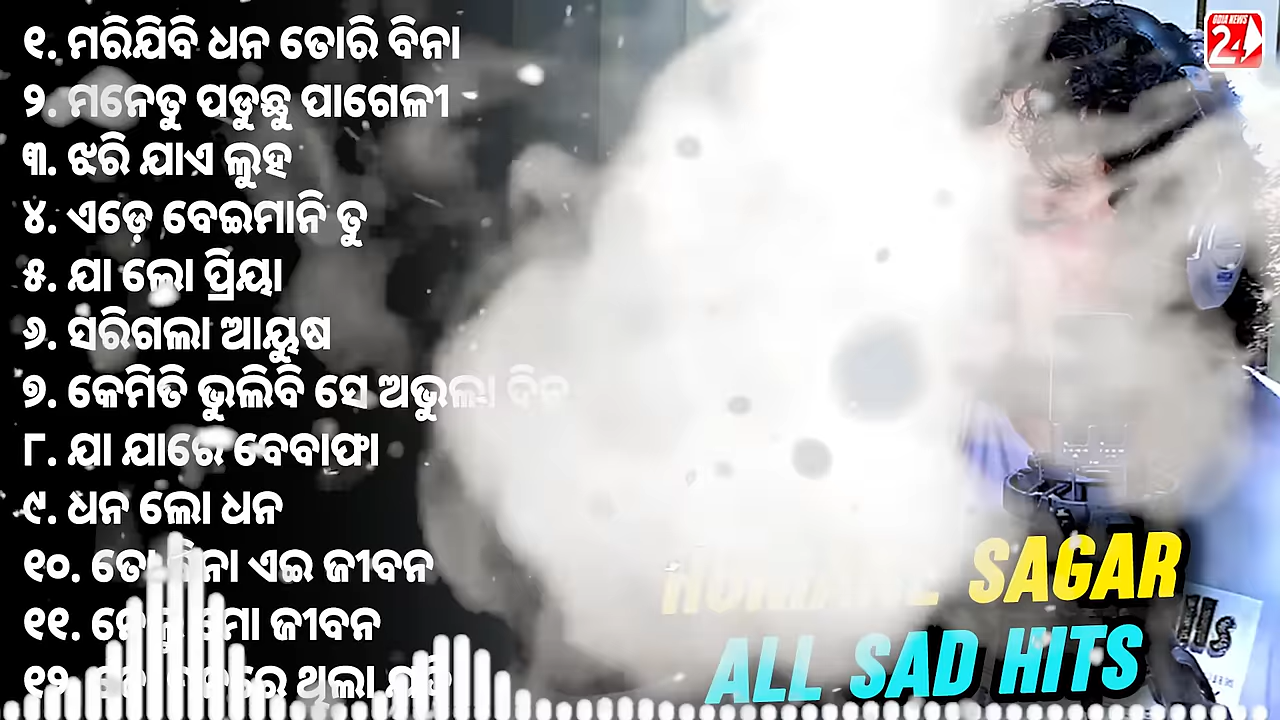 ୧. ମରିଯିବି ଧନ ତୋରି ବିନା
୨. ମନେତୁ ପଡୁଛୁ ପାଗେଳୀ
୩. ଝରି ଯାଏ ଲୁହ
୪. ଏଡ଼େ ବେଇମାନି ତୁ
୫. ଯା ଲୋ ପ୍ରିୟା
୬. ସରିଗଲା ଆୟୁଷ
୭. କେମିତି ଭୁଲିବି ସେ ଅଭୁଲା
୮. ଯା ଯାରେ ବେବାଫା
୯. ଧନ ଲୋ ଧନ
୧୦. ଏଇ ଜୀବନ
୧୧. ମୋ ଜୀବନ
୧୨. ଥିଲା
ODIA NEWS
24
SAGAR
ALL SAD HITS